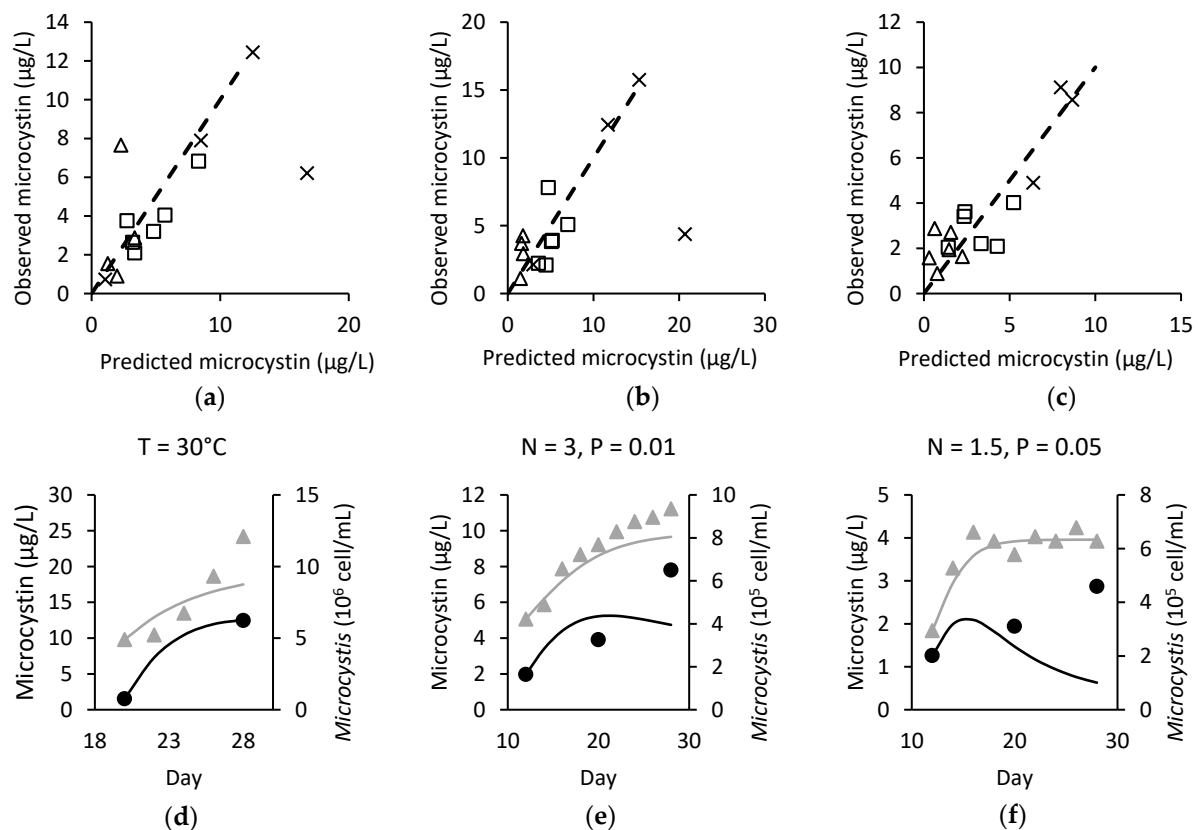 Observed microcystin (µg/L)
14
12
10
8
6
4
2
0
0 10 20
Predicted microcystin (µg/L)
(a)
Observed microcystin (µg/L)
20
15
10
5
0
0 10 20 30
Predicted microcystin (µg/L)
(b)
Observed microcystin (µg/L)
12
10
8
6
4
2
0
0 5 10 15
Predicted microcystin (µg/L)
(c)
T = 30°C
Microcystin (µg/L)
30
25
20
15
10
5
0
15
10
5
0
Microcystis (10⁶ cell/mL)
18 23 28
Day
(d)
N = 3, P = 0.01
Microcystin (µg/L)
12
10
8
6
4
2
0
10
8
6
4
2
0
Microcystis (10⁵ cell/mL)
10 20 30
Day
(e)
N = 1.5, P = 0.05
Microcystin (µg/L)
5
4
3
2
1
0
8
6
4
2
0
Microcystis (10⁵ cell/mL)
10 20 30
Day
(f)